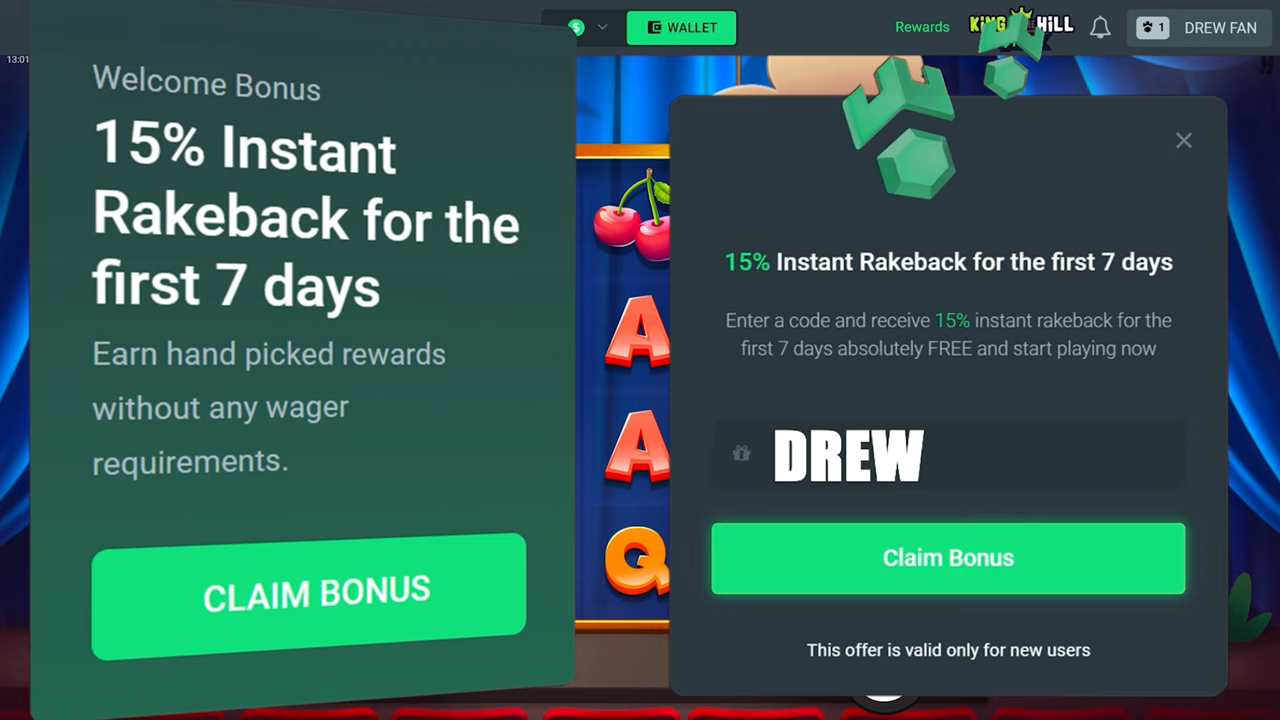 WALLET
Rewards
KING HILL
1
DREW FAN
13:01
Welcome Bonus
15% Instant
Rakeback for the
first 7 days
Earn hand picked rewards
without any wager
requirements.
CLAIM BONUS
A
A
Q
15% Instant Rakeback for the first 7 days
Enter a code and receive 15% instant rakeback for the
first 7 days absolutely FREE and start playing now
DREW
Claim Bonus
This offer is valid only for new users